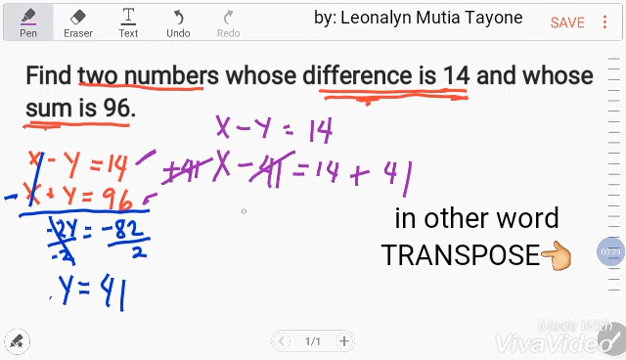 by: Leonalyn Mutia Tayone
SAVE
Pen
Eraser
Text
Undo
Redo
Find two numbers whose difference is 14 and whose
sum is 96.
X - Y = 14
+41 X - 41 = 14 + 41
x - y = 14
- x + y = 96
-2y = -82
-2 2
y = 41
in other word
TRANSPOSE👉
00:29
1/1
Made With
VivaVideo